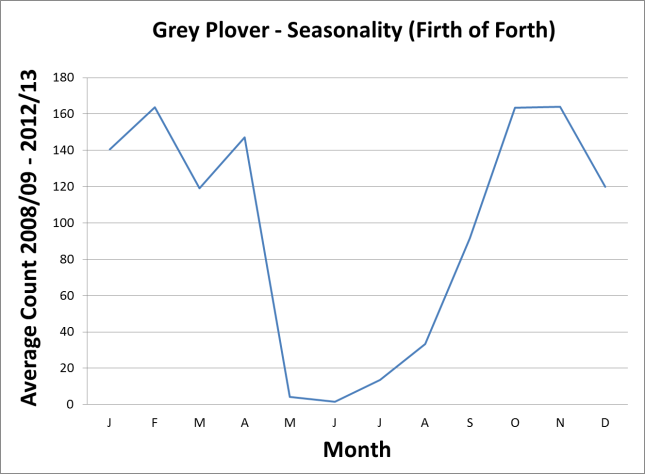 Grey Plover - Seasonality (Firth of Forth)
Average Count 2008/09 - 2012/13
180
160
140
120
100
80
60
40
20
0
J F M A M J J A S O N D
Month